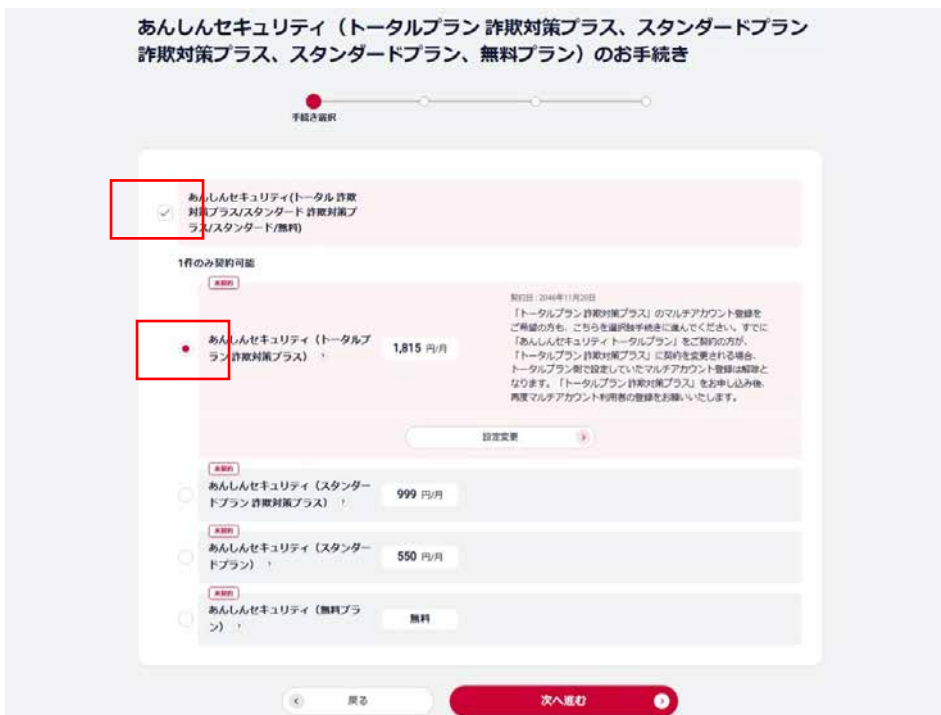 あんしんセキュリティ（トータルプラン 詐欺対策プラス、スタンダードプラン
詐欺対策プラス、スタンダードプラン、無料プラン）のお手続き
手続き選択
あんしんセキュリティ(トータル 詐欺
対策プラス/スタンダード 詐欺対策プ
ラス/スタンダード/無料)
1件のみ契約可能
未契約
あんしんセキュリティ（トータルプ
ラン 詐欺対策プラス）
1,815 円/月
契約日：2046年11月20日
「トータルプラン 詐欺対策プラス」のマルチアカウント登録を
ご希望の方も、こちらを選択後手続きに進んでください。すでに
「あんしんセキュリティ トータルプラン」をご契約の方が、
「トータルプラン 詐欺対策プラス」に契約を変更される場合、
トータルプラン側で設定していたマルチアカウント登録は解除と
なります。「トータルプラン 詐欺対策プラス」をお申し込み後、
再度マルチアカウント利用者の登録をお願いいたします。
設定変更
未契約
あんしんセキュリティ（スタンダー
ドプラン 詐欺対策プラス）
999 円/月
未契約
あんしんセキュリティ（スタンダー
ドプラン）
550 円/月
未契約
あんしんセキュリティ（無料プラ
ン）
無料
戻る
次へ進む